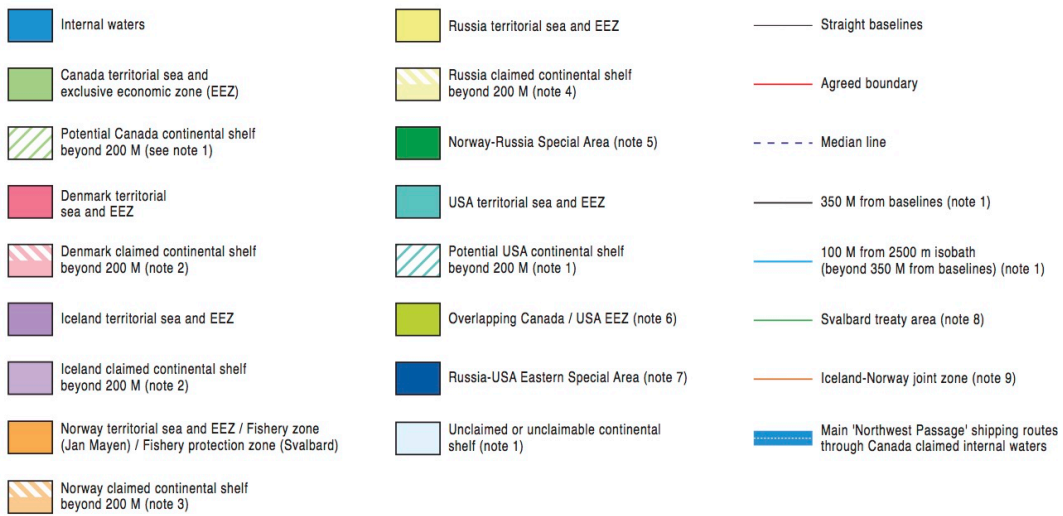 Internal waters
Canada territorial sea and
exclusive economic zone (EEZ)
Potential Canada continental shelf
beyond 200 M (see note 1)
Denmark territorial
sea and EEZ
Denmark claimed continental shelf
beyond 200 M (note 2)
Iceland territorial sea and EEZ
Iceland claimed continental shelf
beyond 200 M (note 2)
Norway territorial sea and EEZ / Fishery zone
(Jan Mayen) / Fishery protection zone (Svalbard)
Norway claimed continental shelf
beyond 200 M (note 3)
Russia territorial sea and EEZ
Russia claimed continental shelf
beyond 200 M (note 4)
Norway-Russia Special Area (note 5)
USA territorial sea and EEZ
Potential USA continental shelf
beyond 200 M (note 1)
Overlapping Canada / USA EEZ (note 6)
Russia-USA Eastern Special Area (note 7)
Unclaimed or unclaimable continental
shelf (note 1)
Straight baselines
Agreed boundary
Median line
350 M from baselines (note 1)
100 M from 2500 m isobath
(beyond 350 M from baselines) (note 1)
Svalbard treaty area (note 8)
Iceland-Norway joint zone (note 9)
Main 'Northwest Passage' shipping routes
through Canada claimed internal waters